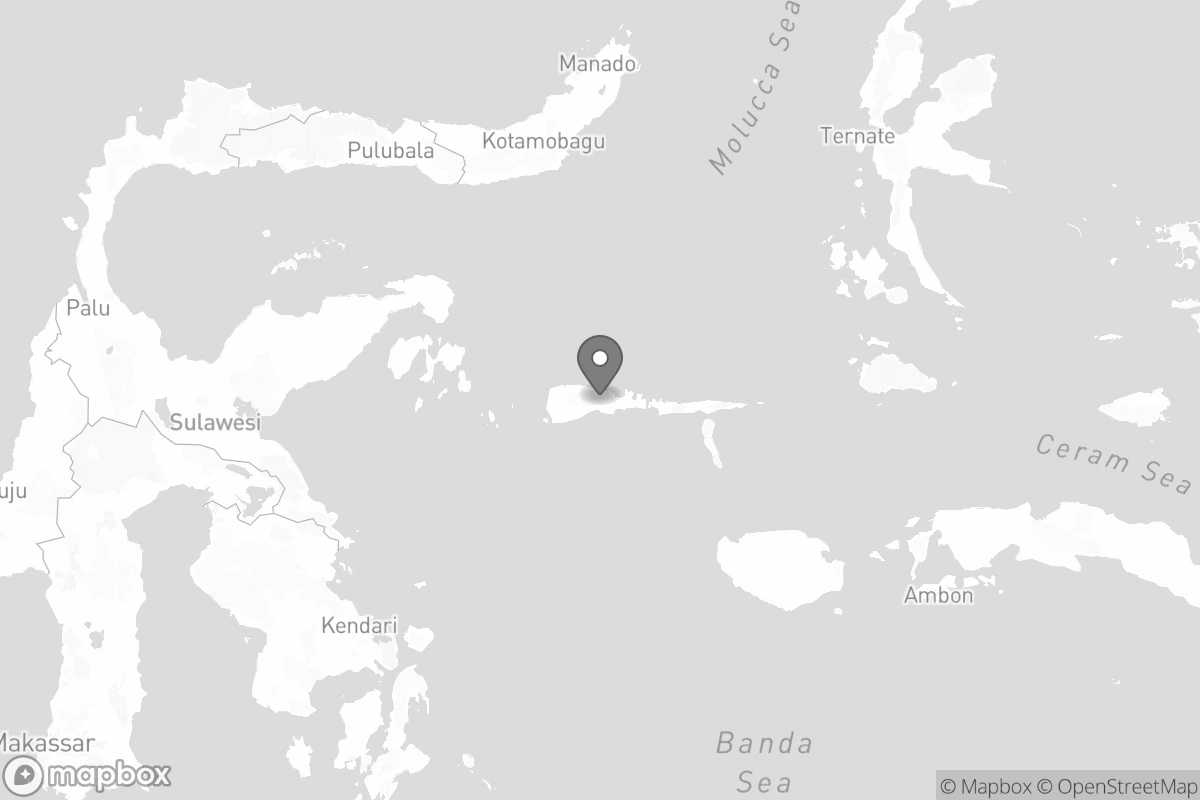 Manado
Molucca Sea
Ternate
Kotamobagu
Pulubala
Palu
Sulawesi
Ceram Sea
uju
Ambon
Kendari
Makassar
Banda
Sea
mapbox
© Mapbox © OpenStreetMap